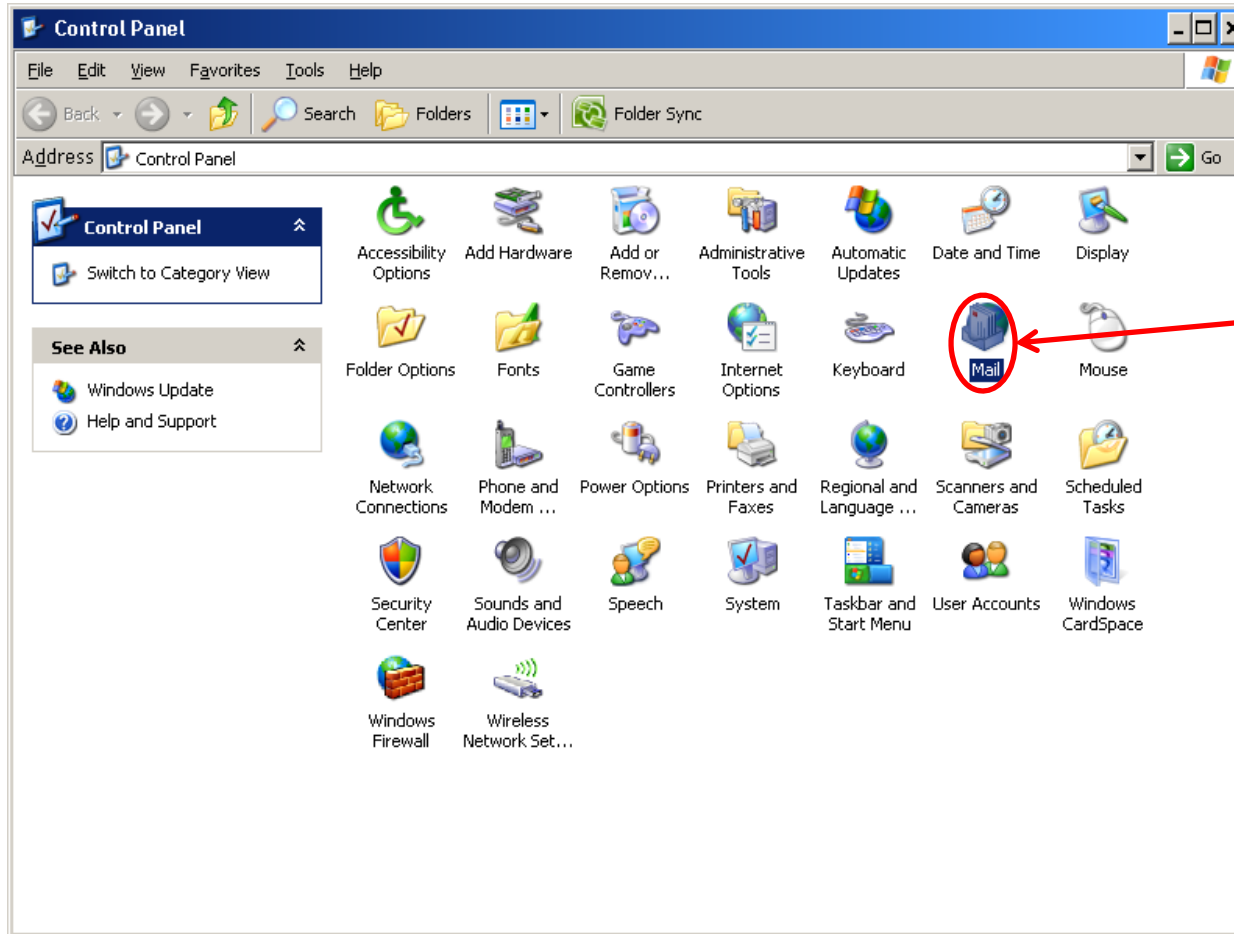 Control Panel
File Edit View Favorites Tools Help
Back Search Folders Folder Sync
Address Control Panel Go
Control Panel
Switch to Category View
See Also
Windows Update
Help and Support
Accessibility Options
Add Hardware
Add or Remov...
Administrative Tools
Automatic Updates
Date and Time
Display
Folder Options
Fonts
Game Controllers
Internet Options
Keyboard
Mail
Mouse
Network Connections
Phone and Modem ...
Power Options
Printers and Faxes
Regional and Language ...
Scanners and Cameras
Scheduled Tasks
Security Center
Sounds and Audio Devices
Speech
System
Taskbar and Start Menu
User Accounts
Windows CardSpace
Windows Firewall
Wireless Network Set...